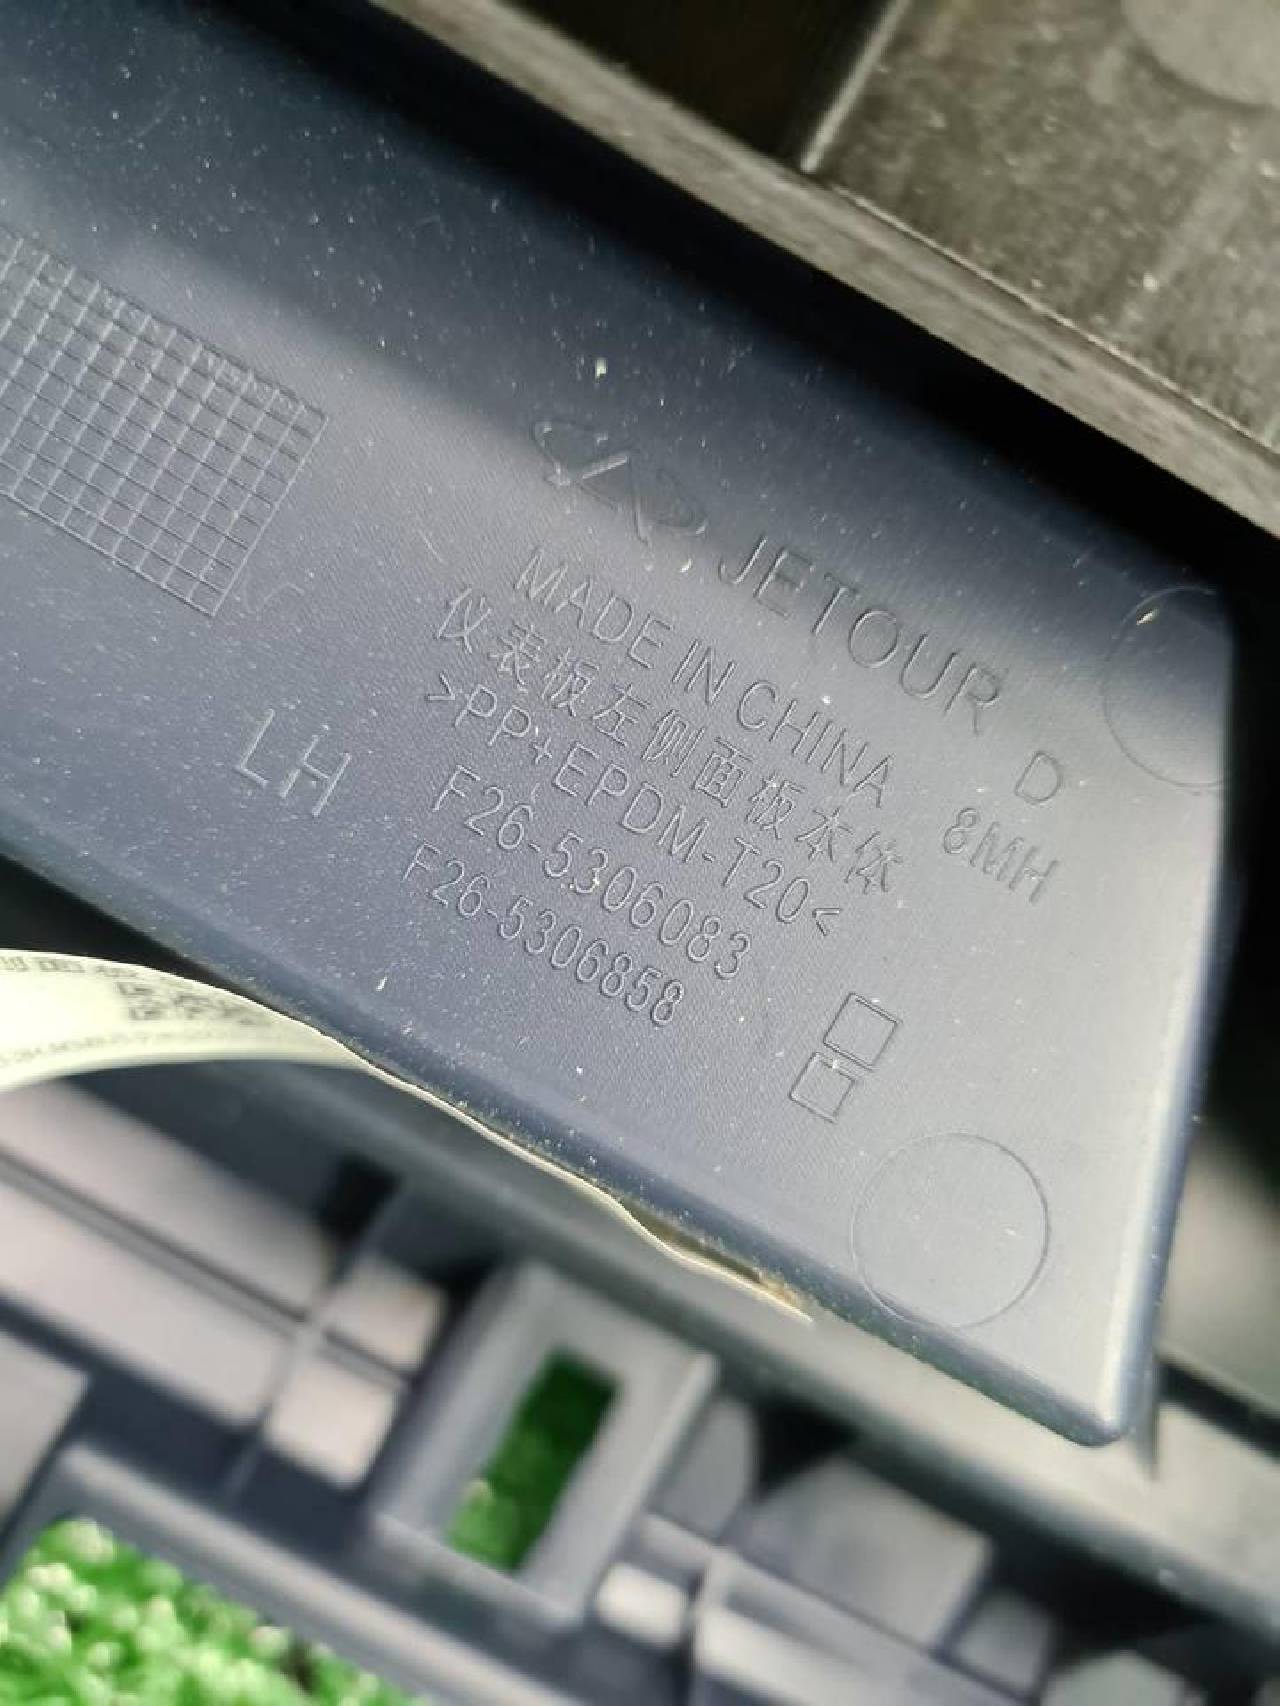 JETOUR
MADE IN CHINA
D
仪表板左侧面板本体
8MH
>PP+EPDM-T20<
LH
F26-5306083
F26-5306858